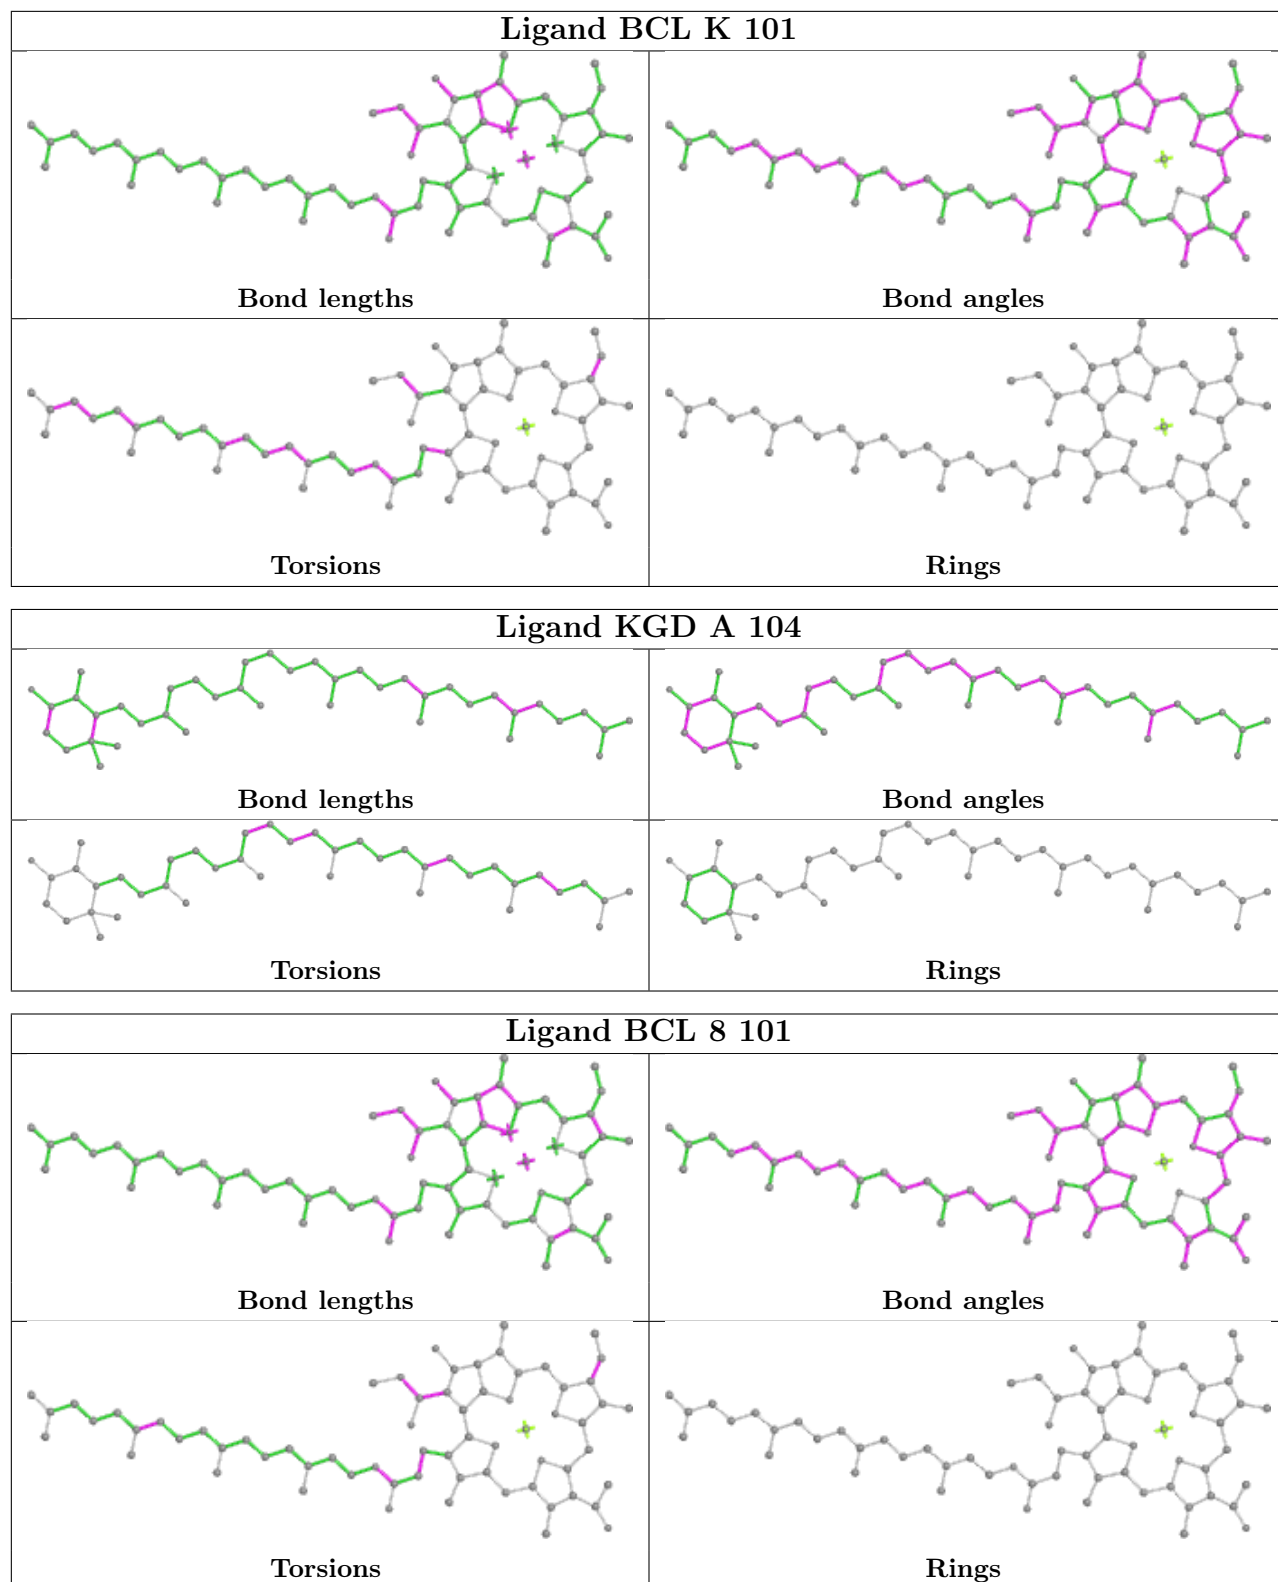 Ligand BCL K 101
Bond lengths
Bond angles
Torsions
Rings
Ligand KGD A 104
Bond lengths
Bond angles
Torsions
Rings
Ligand BCL 8 101
Bond lengths
Bond angles
Torsions
Rings